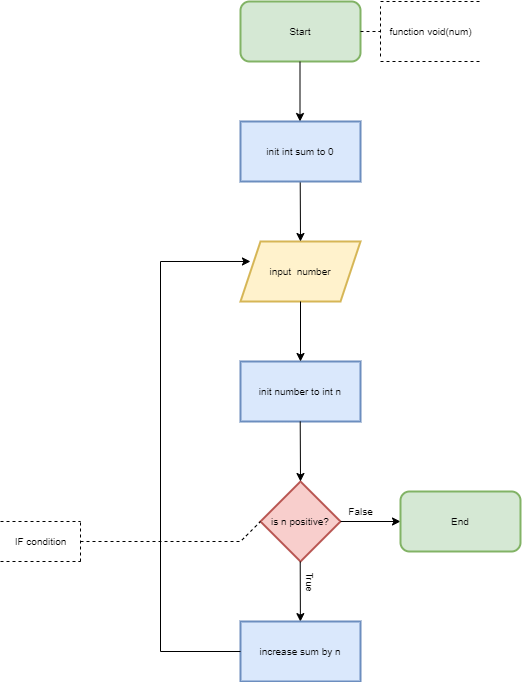 Start
function void(num)
init int sum to 0
input  number
init number to int n
is n positive?
False
End
IF condition
True
increase sum by n